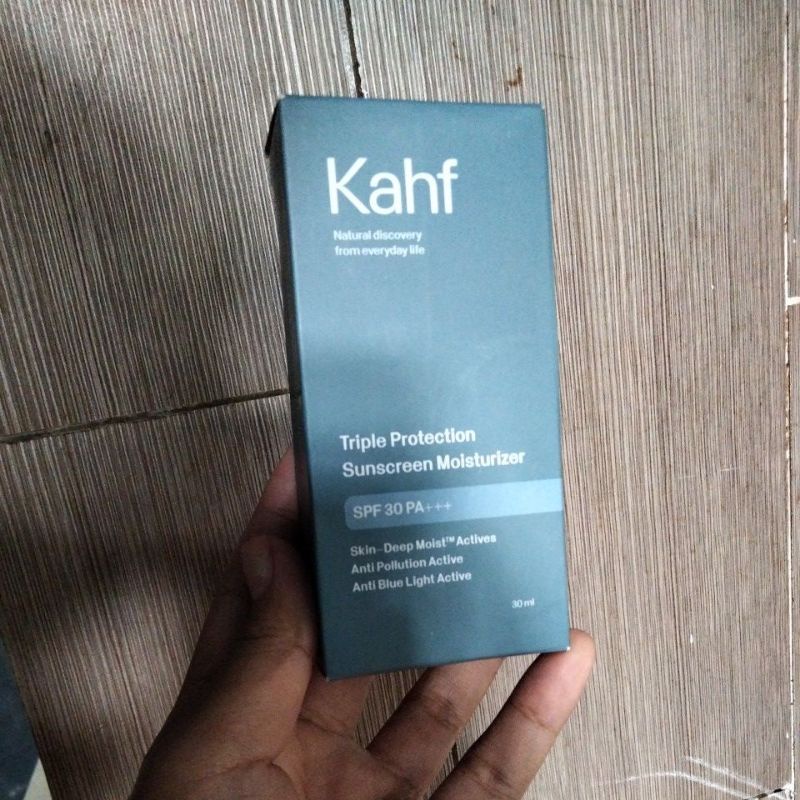 Kahf
Natural discovery
from everyday life
Triple Protection
Sunscreen Moisturizer
SPF 30 PA+++
Skin-Deep Moist™ Actives
Anti Pollution Active
Anti Blue Light Active
30 ml